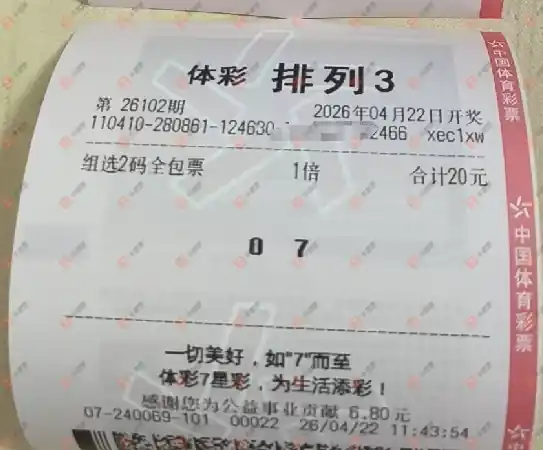 体彩 排列3
第 26102期 2026年04月22日开奖
110410-280861-124630 2466 xec1xw
组选2码全包票 1倍 合计20元
0 7
一切美好，如"7"而至
体彩7星彩，为生活添彩！
感谢您为公益事业贡献 6.80元
07-240069-101 00022 26/04/22 11:43:54
中国体育彩票
中国体育彩票
中